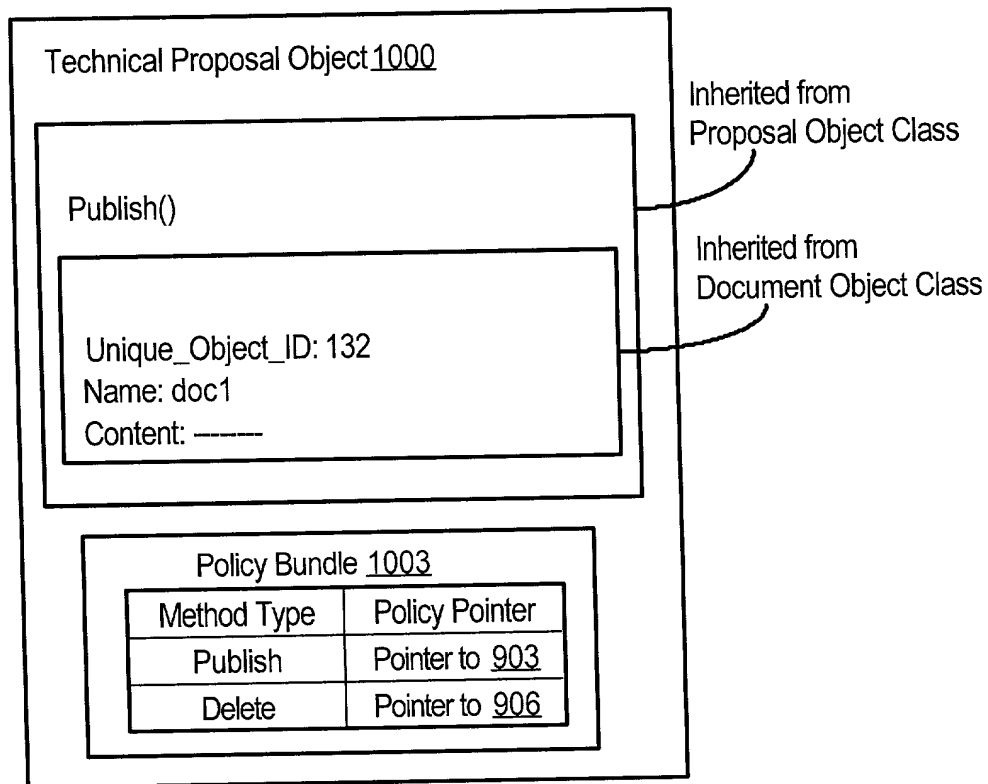 Technical Proposal Object 1000
Inherited from
Proposal Object Class
Publish()
Inherited from
Document Object Class
Unique_Object_ID: 132
Name: doc1
Content: --------
Policy Bundle 1003
Method Type Policy Pointer
Publish Pointer to 903
Delete Pointer to 906